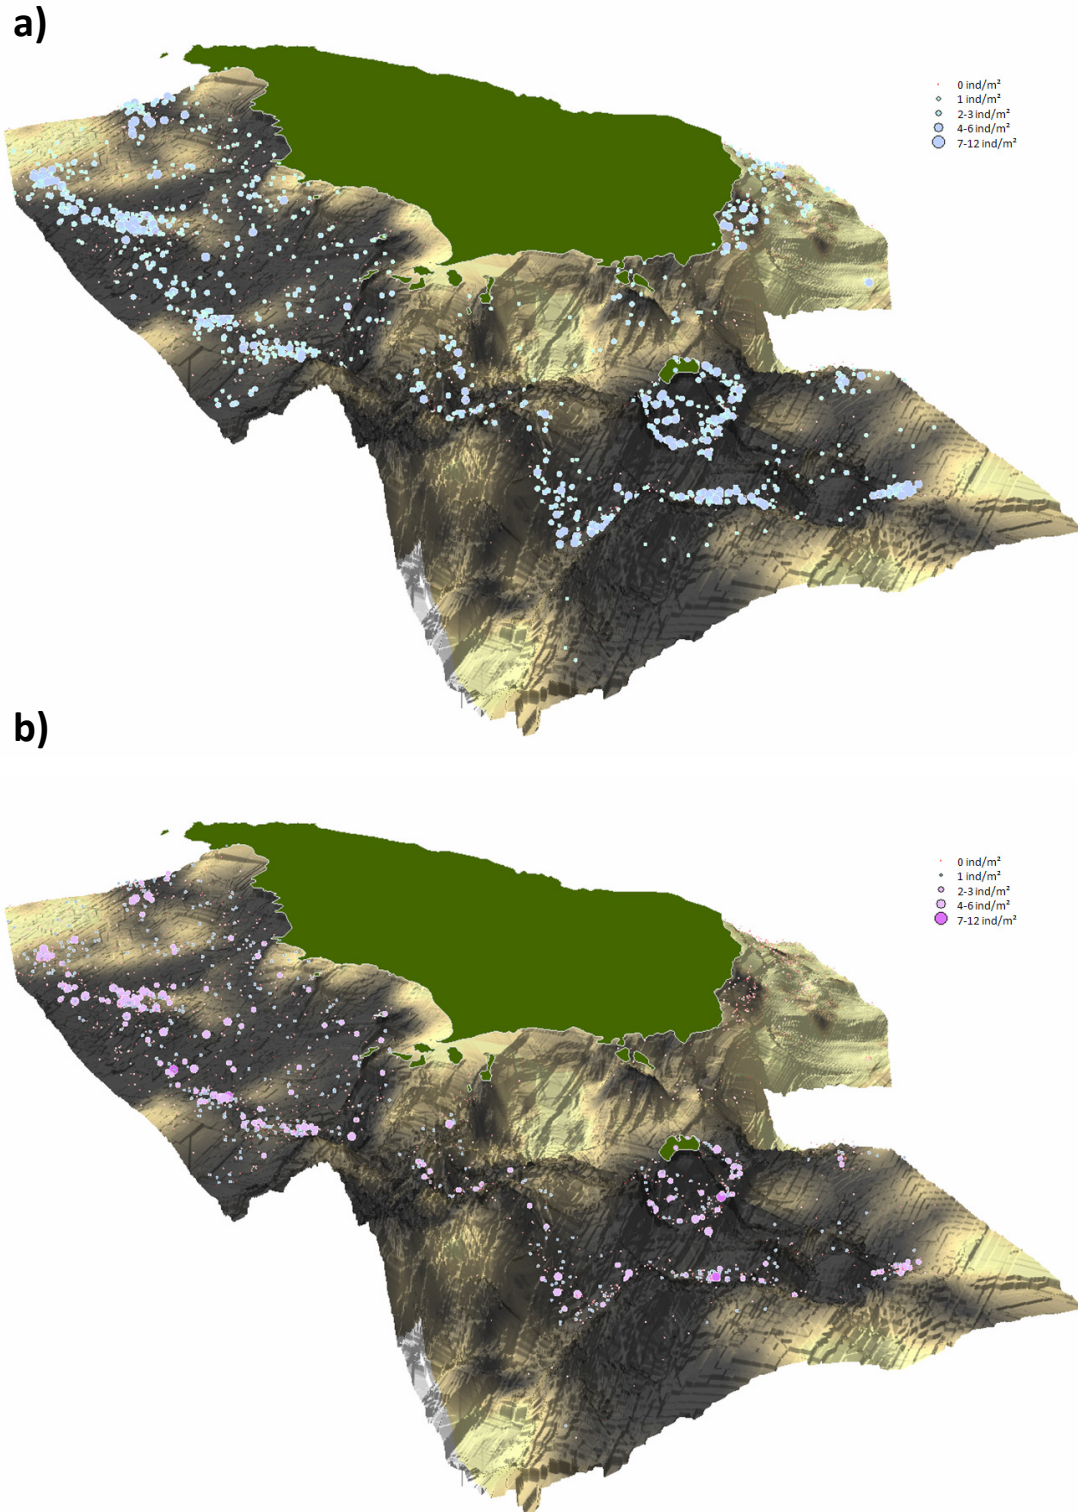 a)
0 ind/m²
1 ind/m²
2-3 ind/m²
4-6 ind/m²
7-12 ind/m²
b)
0 ind/m²
1 ind/m²
2-3 ind/m²
4-6 ind/m²
7-12 ind/m²